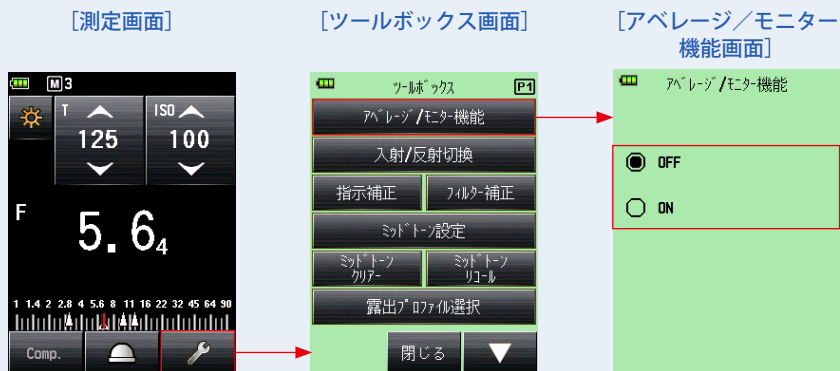 [測定画面]
[ツールボックス画面]
[アベレージ／モニター
機能画面]
M 3
T
125
ISO
100
F
5.6 4
1 1.4 2 2.8 4 5.6 8 11 16 22 32 45 64 90
Comp.
ﾂｰﾙﾎﾞｯｸｽ
P1
ｱﾍﾞﾚｰｼﾞ/ﾓﾆﾀｰ機能
入射/反射切換
指示補正
ﾌｨﾙﾀｰ補正
ﾐｯﾄﾞﾄｰﾝ設定
ﾐｯﾄﾞﾄｰﾝ
ｸﾘｱｰ
ﾐｯﾄﾞﾄｰﾝ
ﾘｺｰﾙ
露出ﾌﾟﾛﾌｧｲﾙ選択
閉じる
ｱﾍﾞﾚｰｼﾞ/ﾓﾆﾀｰ機能
OFF
ON